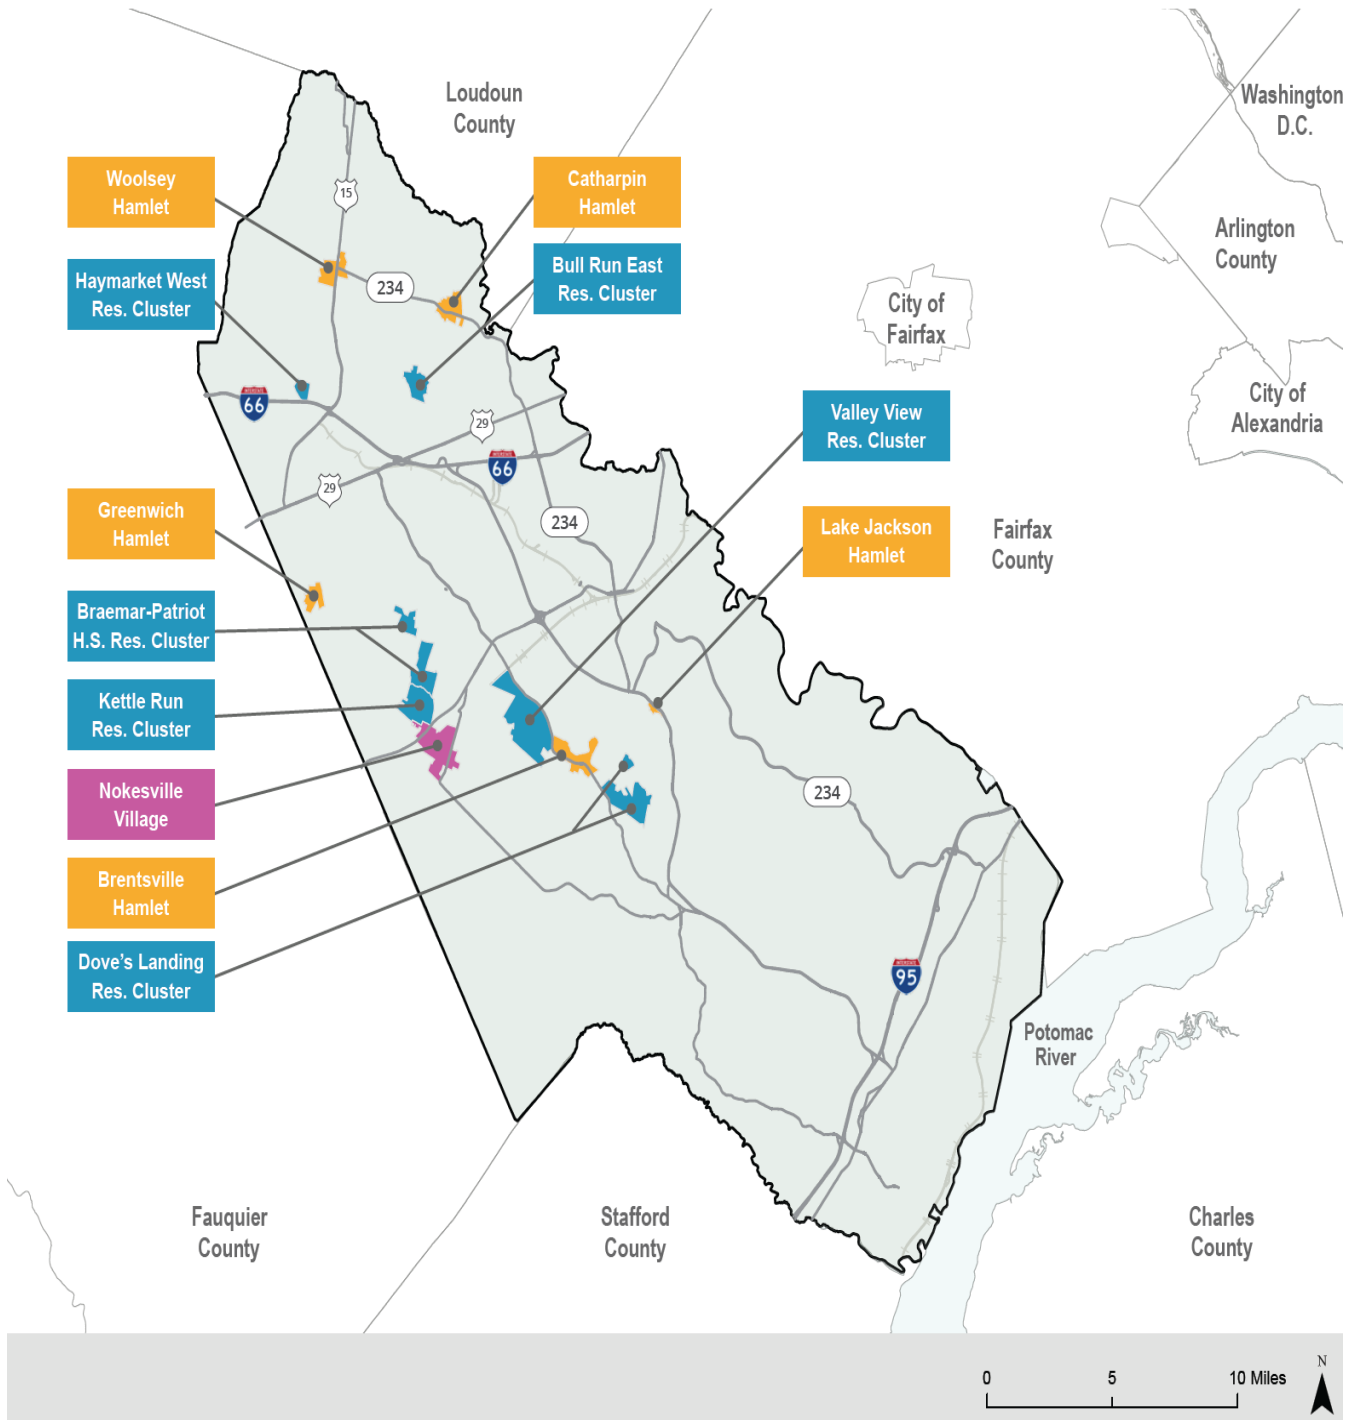 Loudoun
County
Washington
D.C.
Woolsey
Hamlet
Catharpin
Hamlet
15
Arlington
County
Haymarket West
Res. Cluster
Bull Run East
Res. Cluster
234
City of
Fairfax
INTERSTATE
66
City of
Alexandria
Valley View
Res. Cluster
29
INTERSTATE
66
29
Greenwich
Hamlet
234
Lake Jackson
Hamlet
Fairfax
County
Braemar-Patriot
H.S. Res. Cluster
Kettle Run
Res. Cluster
Nokesville
Village
234
Brentsville
Hamlet
Dove's Landing
Res. Cluster
INTERSTATE
95
Potomac
River
Fauquier
County
Stafford
County
Charles
County
0 5 10 Miles
N